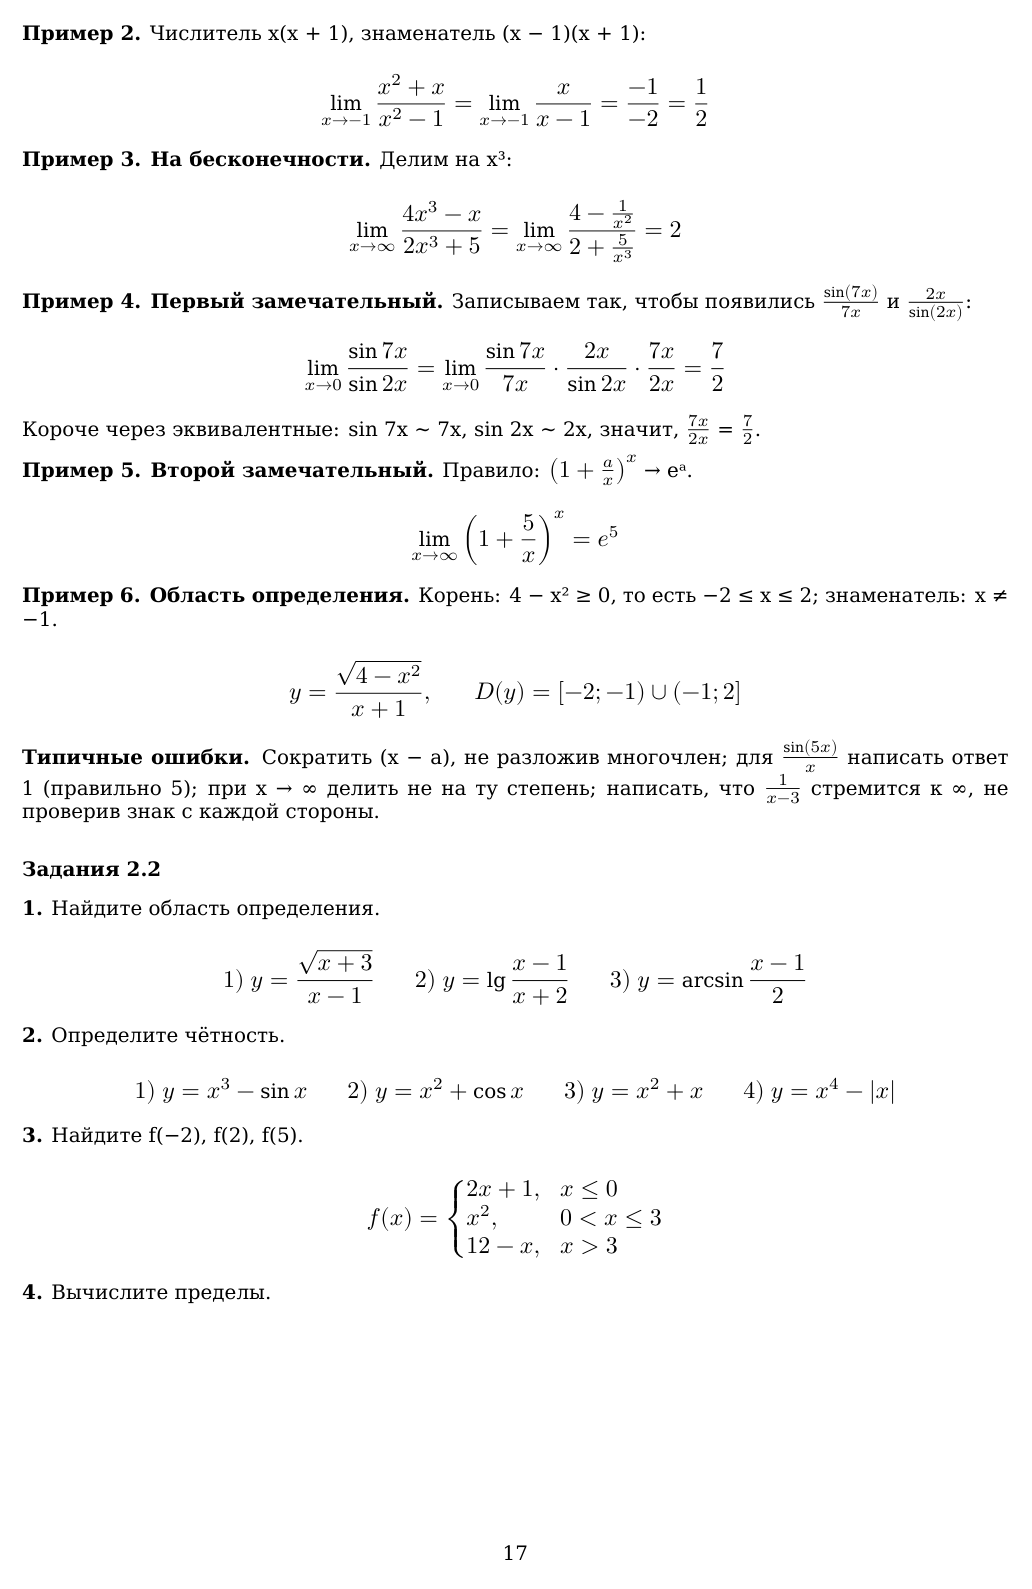 Пример 2. Числитель x(x + 1), знаменатель (x − 1)(x + 1):
lim_{x→−1} (x² + x)/(x² − 1) = lim_{x→−1} x/(x − 1) = (−1)/(−2) = 1/2
Пример 3. На бесконечности. Делим на x³:
lim_{x→∞} (4x³ − x)/(2x³ + 5) = lim_{x→∞} (4 − 1/x²)/(2 + 5/x³) = 2
Пример 4. Первый замечательный. Записываем так, чтобы появились sin(7x)/7x и 2x/sin(2x):
lim_{x→0} (sin 7x)/(sin 2x) = lim_{x→0} (sin 7x)/(7x) · (2x)/(sin 2x) · (7x)/(2x) = 7/2
Короче через эквивалентные: sin 7x ~ 7x, sin 2x ~ 2x, значит, 7x/2x = 7/2.
Пример 5. Второй замечательный. Правило: (1 + a/x)^x → eᵃ.
lim_{x→∞} (1 + 5/x)^x = e⁵
Пример 6. Область определения. Корень: 4 − x² ≥ 0, то есть −2 ≤ x ≤ 2; знаменатель: x ≠
−1.
y = √(4 − x²)/(x + 1), D(y) = [−2; −1) ∪ (−1; 2]
Типичные ошибки. Сократить (x − a), не разложив многочлен; для sin(5x)/x написать ответ
1 (правильно 5); при x → ∞ делить не на ту степень; написать, что 1/(x−3) стремится к ∞, не
проверив знак с каждой стороны.
Задания 2.2
1. Найдите область определения.
1) y = √(x + 3)/(x − 1) 2) y = lg (x − 1)/(x + 2) 3) y = arcsin (x − 1)/2
2. Определите чётность.
1) y = x³ − sin x 2) y = x² + cos x 3) y = x² + x 4) y = x⁴ − |x|
3. Найдите f(−2), f(2), f(5).
f(x) = { 2x + 1, x ≤ 0
x², 0 < x ≤ 3
12 − x, x > 3
4. Вычислите пределы.
17